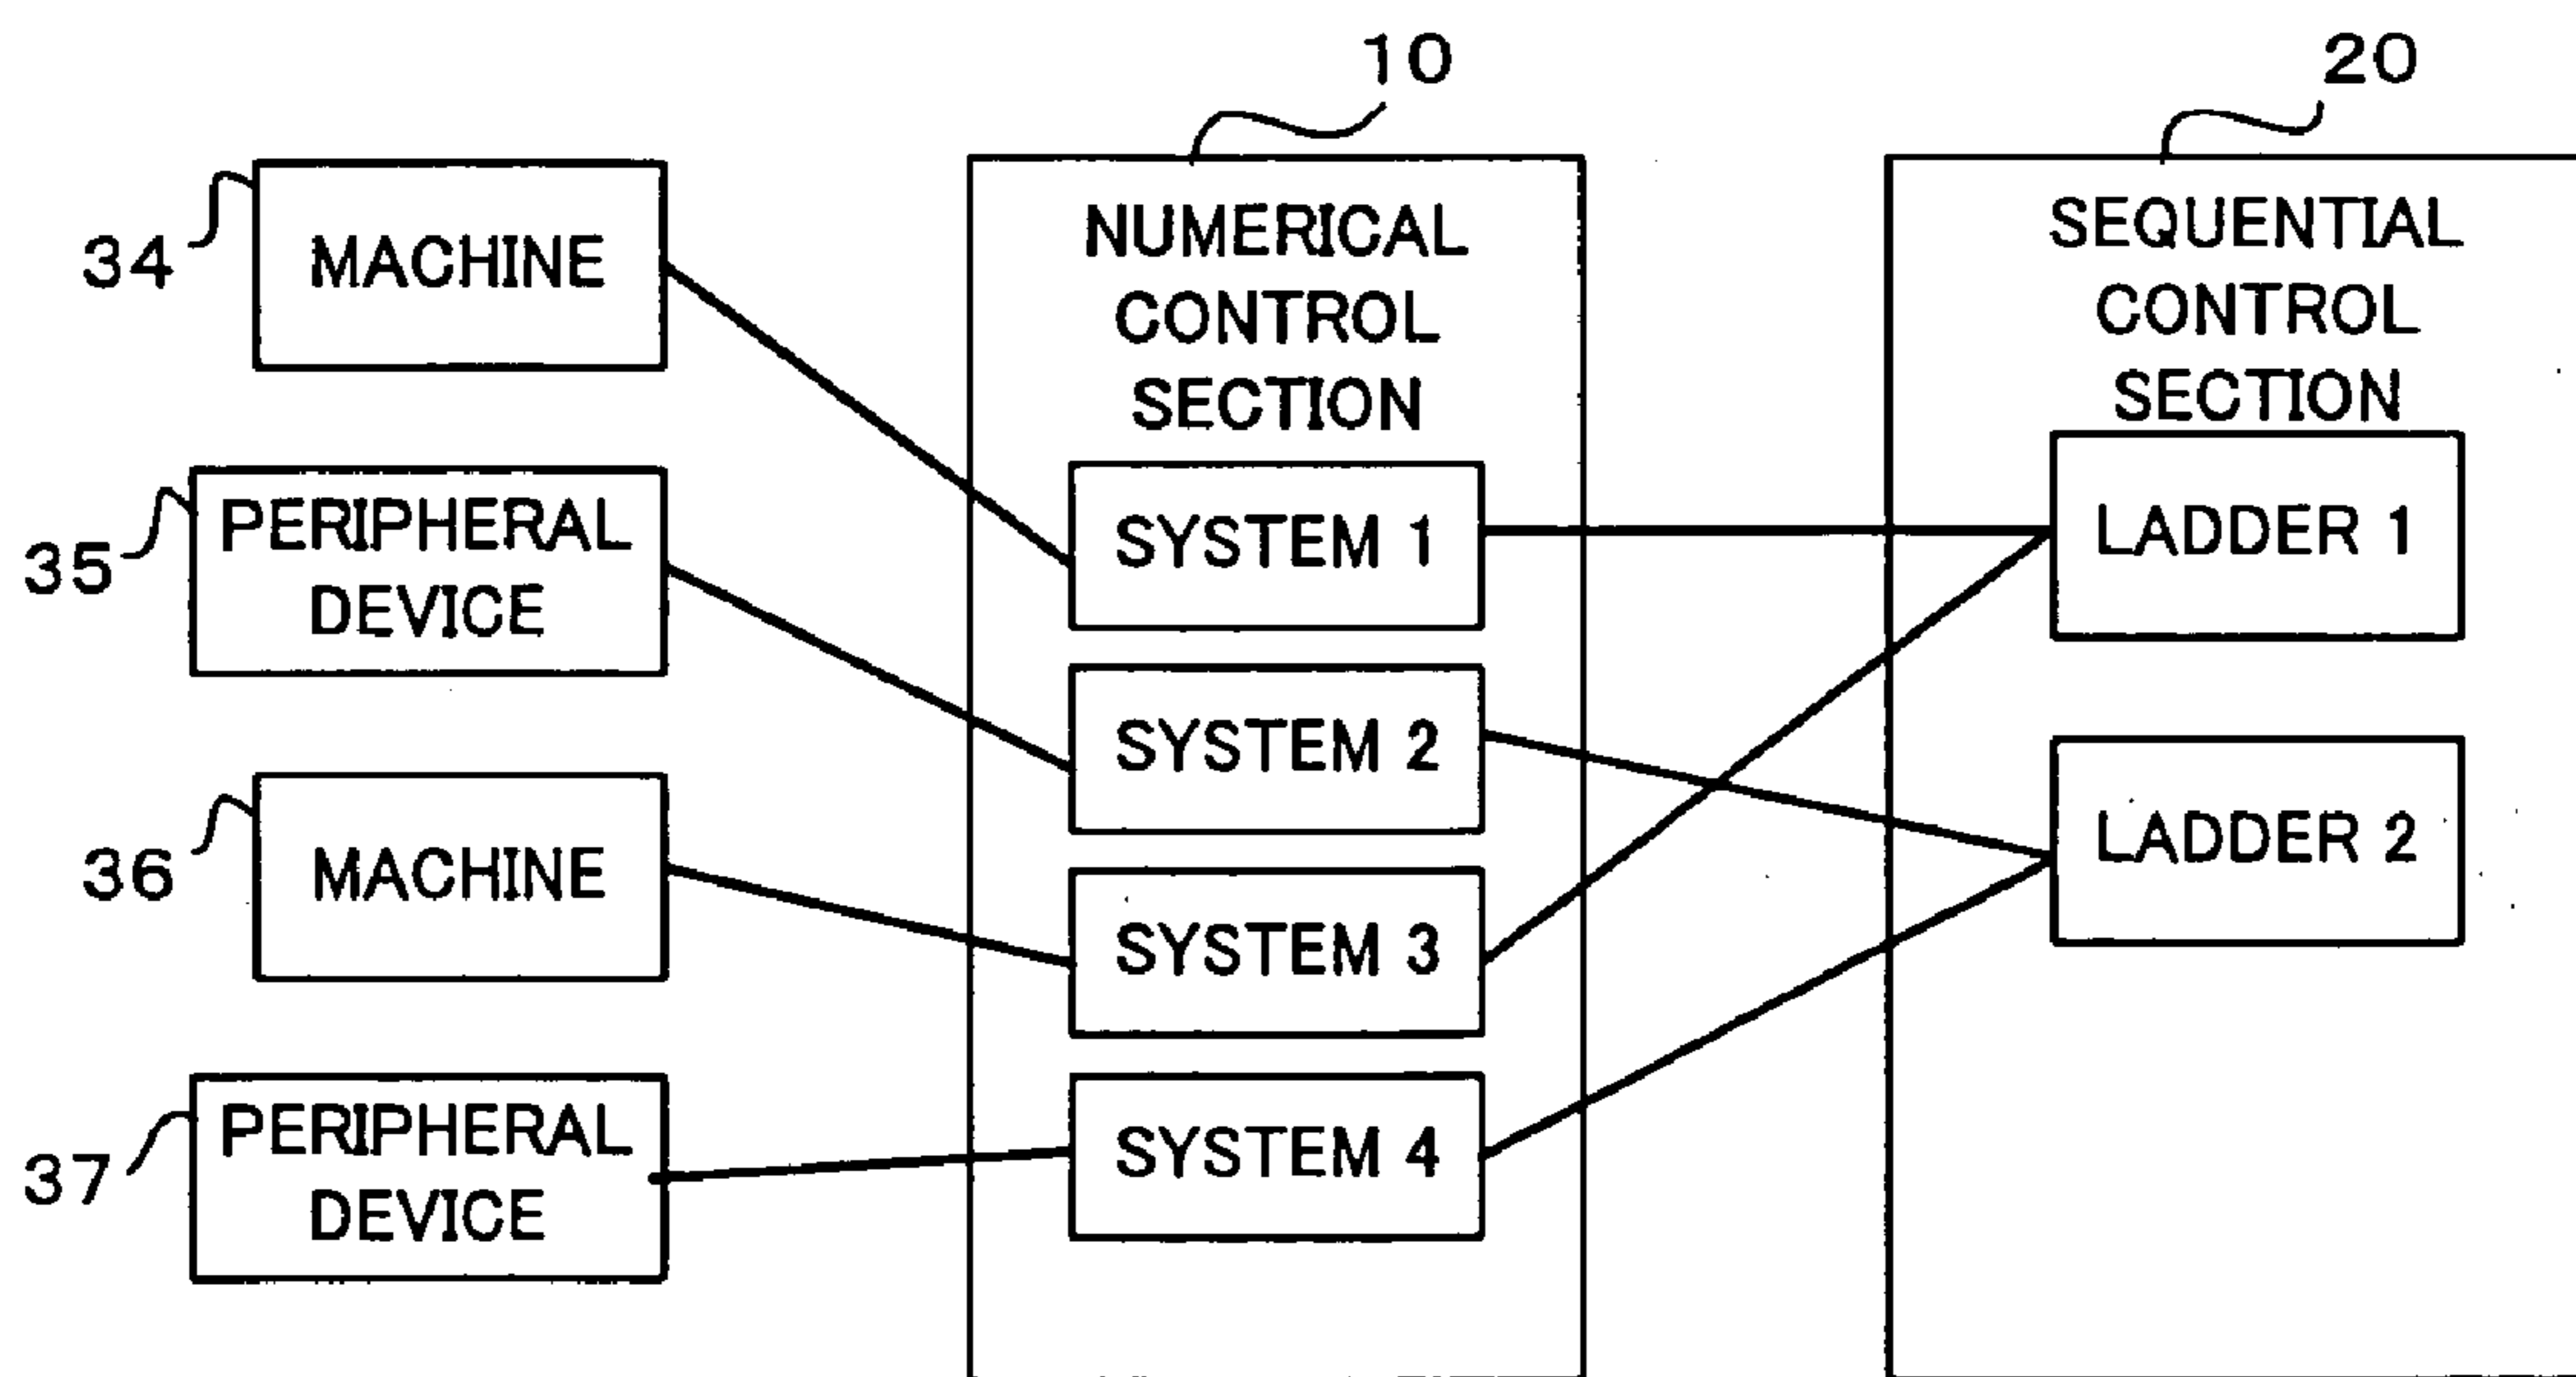 10
20
34
MACHINE
35
PERIPHERAL
DEVICE
36
MACHINE
37
PERIPHERAL
DEVICE
NUMERICAL
CONTROL
SECTION
SYSTEM 1
SYSTEM 2
SYSTEM 3
SYSTEM 4
SEQUENTIAL
CONTROL
SECTION
LADDER 1
LADDER 2